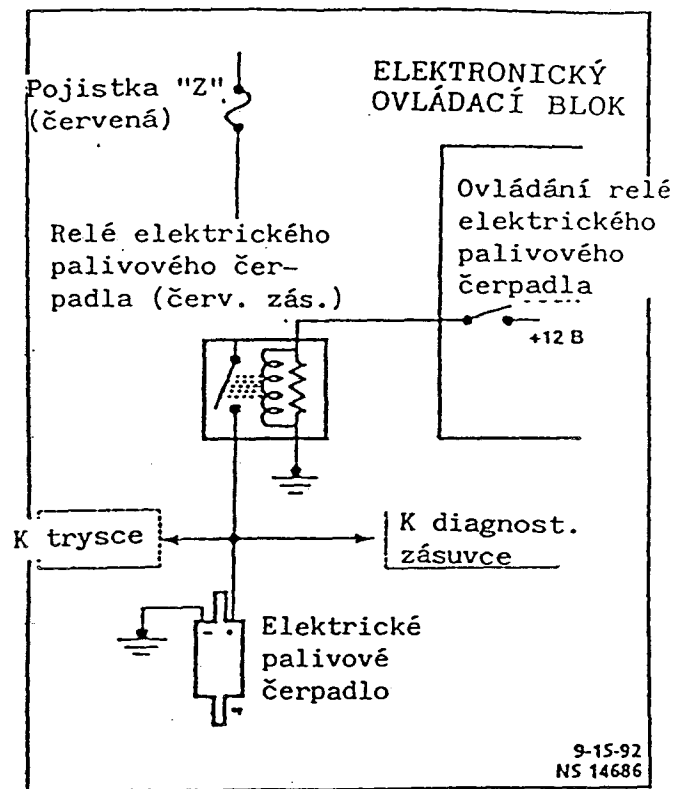 Pojistka "Z"
(červená)
ELEKTRONICKÝ
OVLÁDACÍ BLOK
Ovládání relé
elektrického
palivového
čerpadla
+12 B
Relé elektrického
palivového čer-
padla (červ. zás.)
K trysce
K diagnost.
zásuvce
- +
Elektrické
palivové
čerpadlo
9-15-92
NS 14686